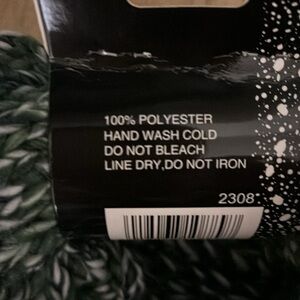 100% POLYESTER
HAND WASH COLD
DO NOT BLEACH
LINE DRY,DO NOT IRON
2308